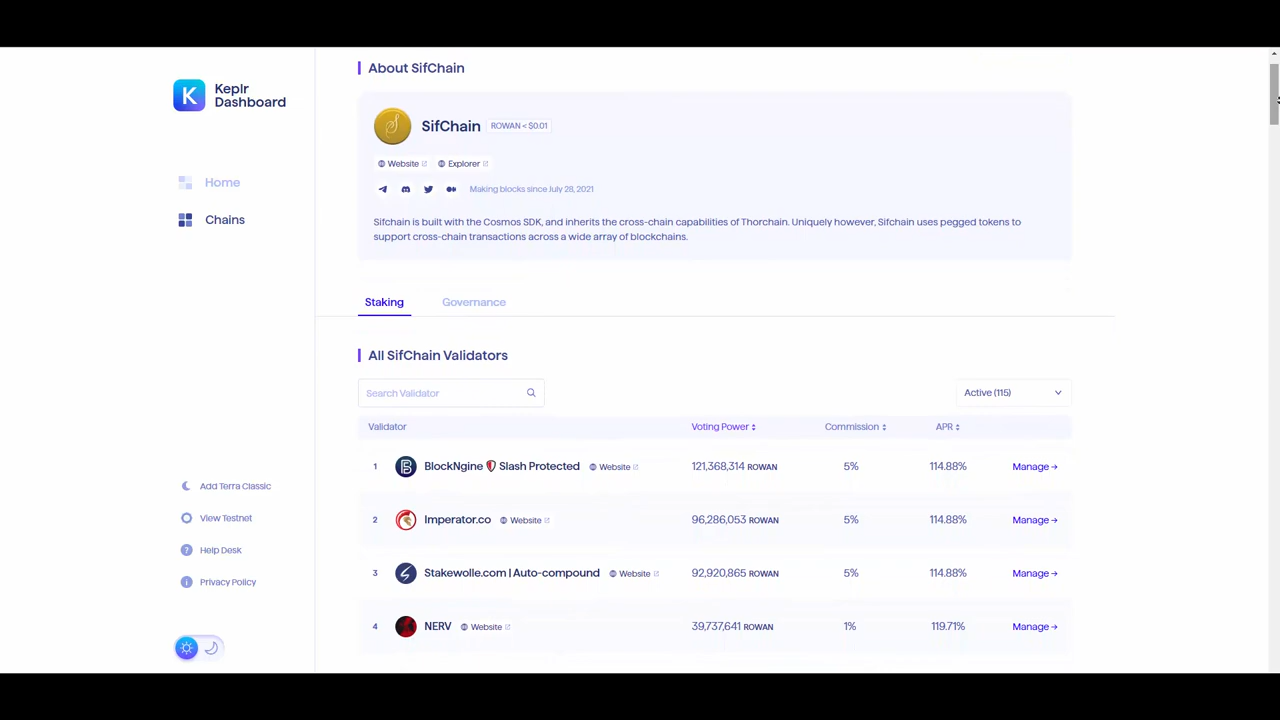 About SifChain
Keplr
Dashboard
SifChain ROWAN < $0.01
Website Explorer
Making blocks since July 28, 2021
Home
Chains
Sifchain is built with the Cosmos SDK, and inherits the cross-chain capabilities of Thorchain. Uniquely however, Sifchain uses pegged tokens to
support cross-chain transactions across a wide array of blockchains.
Staking Governance
All SifChain Validators
Search Validator Active (115)
Validator Voting Power Commission APR
1 BlockNgine Slash Protected Website 121,368,314 ROWAN 5% 114.88% Manage →
2 Imperator.co Website 96,286,053 ROWAN 5% 114.88% Manage →
3 Stakewolle.com | Auto-compound Website 92,920,865 ROWAN 5% 114.88% Manage →
4 NERV Website 39,737,641 ROWAN 1% 119.71% Manage →
Add Terra Classic
View Testnet
Help Desk
Privacy Policy